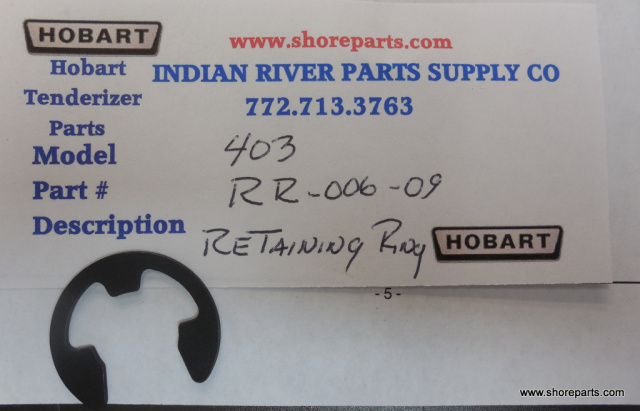 HOBART
www.shoreparts.com
Hobart
Tenderizer
Parts
INDIAN RIVER PARTS SUPPLY CO
772.713.3763
Model 403
Part # RR-006-09
Description RETAINING RING
HOBART
- 5 -
www.shoreparts.com